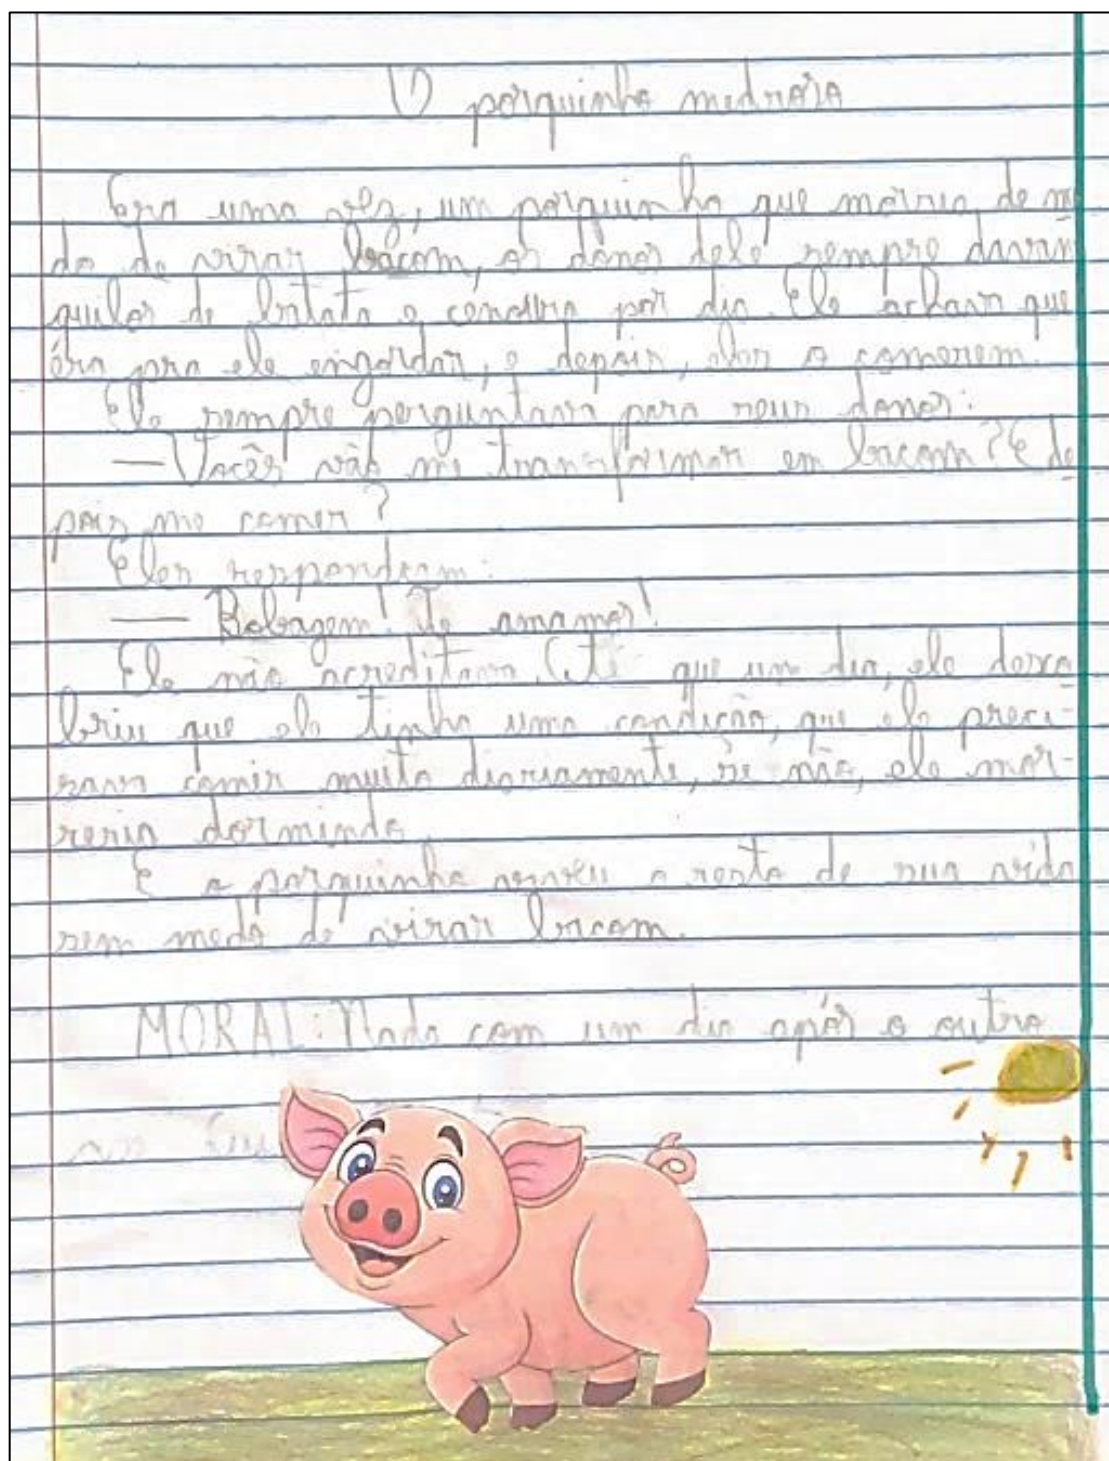 O porquinho medroso
Era uma vez, um porquinho que morria de me
do de virar bacom, os donos dele sempre davam
quilos de batata e cenoura por dia. Ele achava que
éra pra ele engordar, e depois, eles o comerem.
Ele sempre perguntava para seus donos:
— Vocês vão me transformar em bacom? E de
pois me comer?
Eles respondiam:
— Bobagem! Te amamos!
Ele não acreditava. Até que um dia, ele desco
briu que ele tinha uma condição, que ele preci-
sava comer muito diariamente, se não, ele mor-
reria dormindo.
E o porquinho viveu o resto de sua vida
sem medo de virar bacom.
MORAL: Nada com um dia após o outro